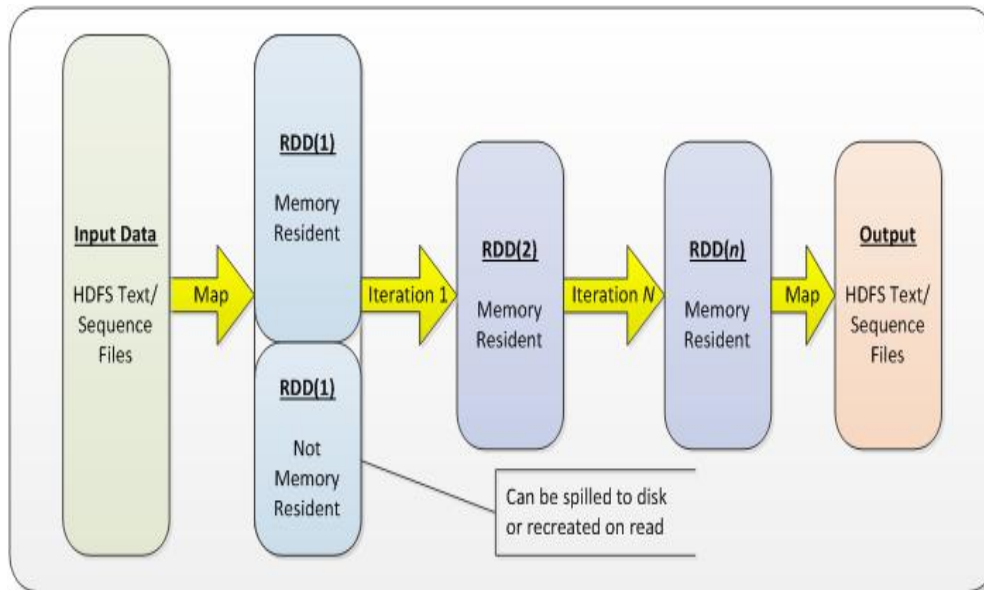 Input Data
HDFS Text/
Sequence
Files
Map
RDD(1)
Memory
Resident
RDD(1)
Not
Memory
Resident
Iteration 1
RDD(2)
Memory
Resident
Iteration N
RDD(n)
Memory
Resident
Map
Output
HDFS Text/
Sequence
Files
Can be spilled to disk
or recreated on read